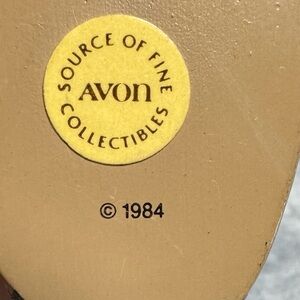 SOURCE OF FINE
AVON
COLLECTIBLES
© 1984